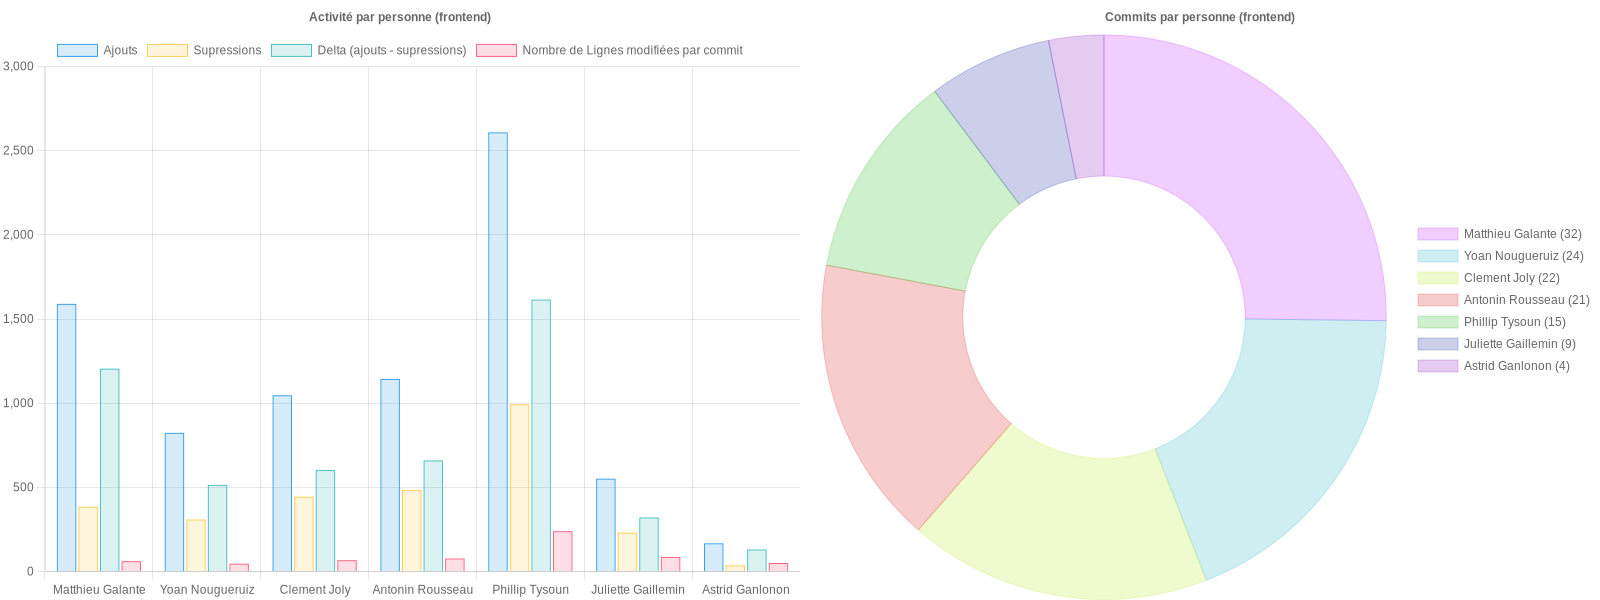 Activité par personne (frontend)
Ajouts
Supressions
Delta (ajouts - supressions)
Nombre de Lignes modifiées par commit
3,000
2,500
2,000
1,500
1,000
500
0
Matthieu Galante
Yoan Nougueruiz
Clement Joly
Antonin Rousseau
Phillip Tysoun
Juliette Gaillemin
Astrid Ganlonon
Commits par personne (frontend)
Matthieu Galante (32)
Yoan Nougueruiz (24)
Clement Joly (22)
Antonin Rousseau (21)
Phillip Tysoun (15)
Juliette Gaillemin (9)
Astrid Ganlonon (4)